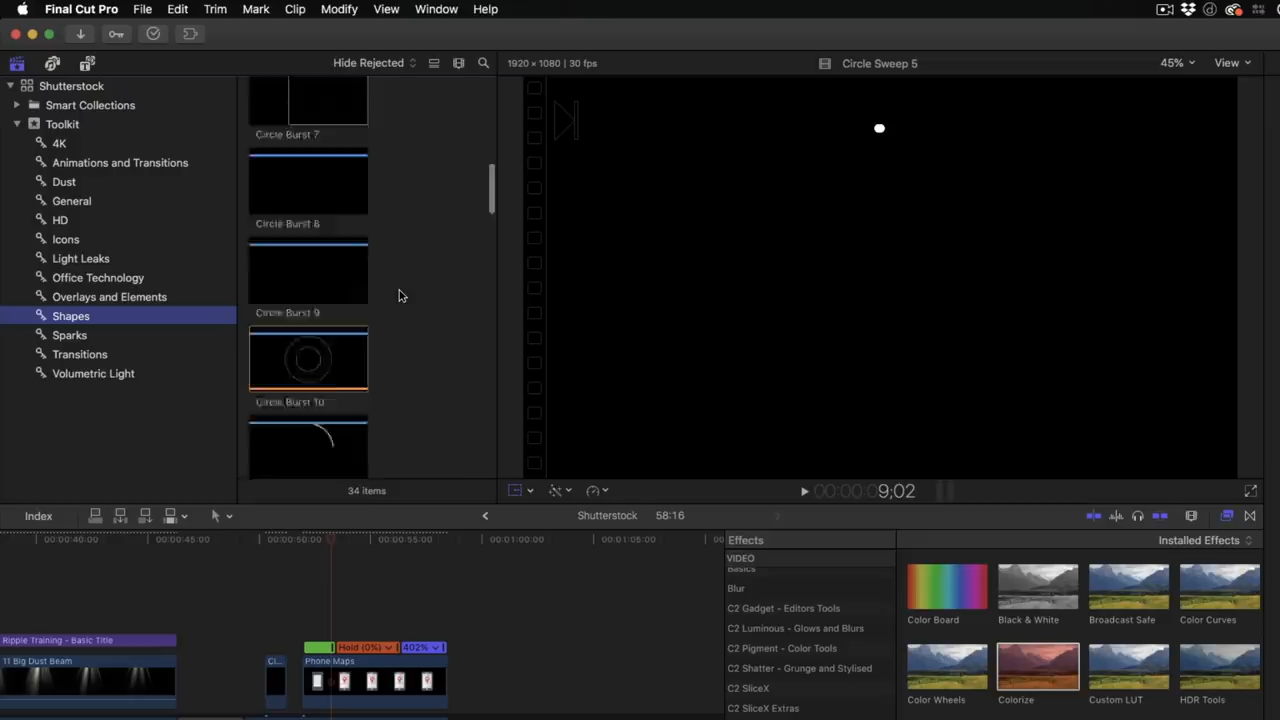 Final Cut Pro File Edit Trim Mark Clip Modify View Window Help
Hide Rejected
1920 × 1080 | 30 fps
Circle Sweep 5
45%
View
Shutterstock
Smart Collections
Toolkit
4K
Animations and Transitions
Dust
General
HD
Icons
Light Leaks
Office Technology
Overlays and Elements
Shapes
Sparks
Transitions
Volumetric Light
Circle Burst 7
Circle Burst 8
Circle Burst 9
Circle Burst 10
34 items
00:00:0 9;02
Index
Shutterstock 58:16
Installed Effects
00:00:40:00 00:00:45:00 00:00:50:00 00:00:55:00 00:01:00:00 00:01:05:00 00
Ripple Training - Basic Title
11 Big Dust Beam
Ci...
Hold (0%)
402%
Phone Maps
Effects
VIDEO
Basics
Blur
C2 Gadget - Editors Tools
C2 Luminous - Glows and Blurs
C2 Pigment - Color Tools
C2 Shatter - Grunge and Stylised
C2 SliceX
C2 SliceX Extras
Color Board
Black & White
Broadcast Safe
Color Curves
Color Wheels
Colorize
Custom LUT
HDR Tools